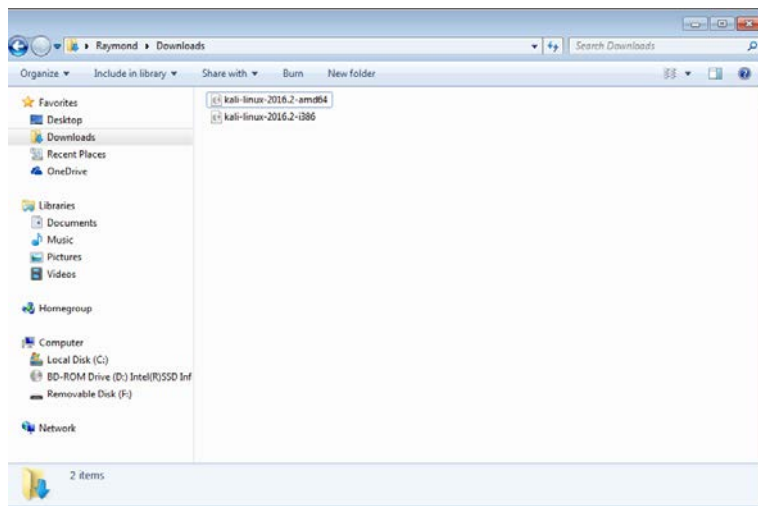 Raymond Downloads
Search Downloads
Organize Include in library Share with Burn New folder
Favorites
Desktop
Downloads
Recent Places
OneDrive
Libraries
Documents
Music
Pictures
Videos
Homegroup
Computer
Local Disk (C:)
BD-ROM Drive (D:) Intel(R)SSD Inf
Removable Disk (F:)
Network
kali-linux-2016.2-amd64
kali-linux-2016.2-i386
2 items